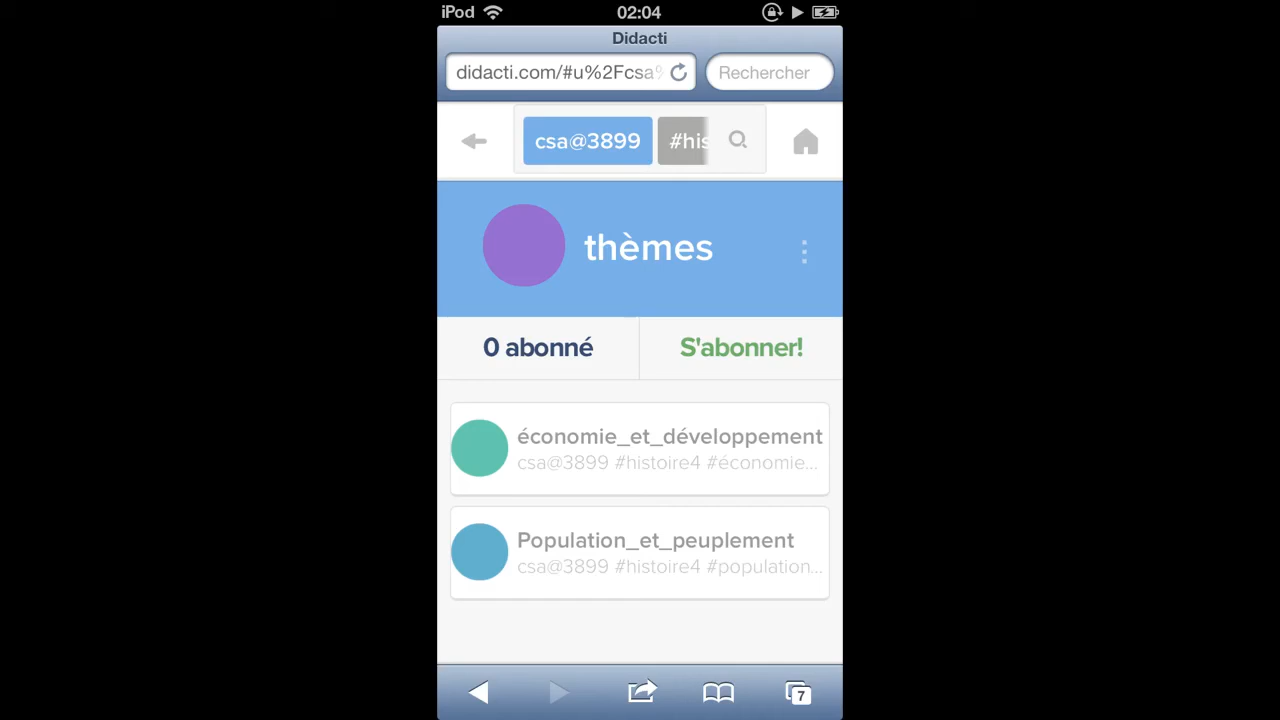 iPod 02:04
Didacti
didacti.com/#u%2Fcsa% Rechercher
csa@3899 #his
thèmes
0 abonné S'abonner!
économie_et_développement
csa@3899 #histoire4 #économie...
Population_et_peuplement
csa@3899 #histoire4 #population...
7